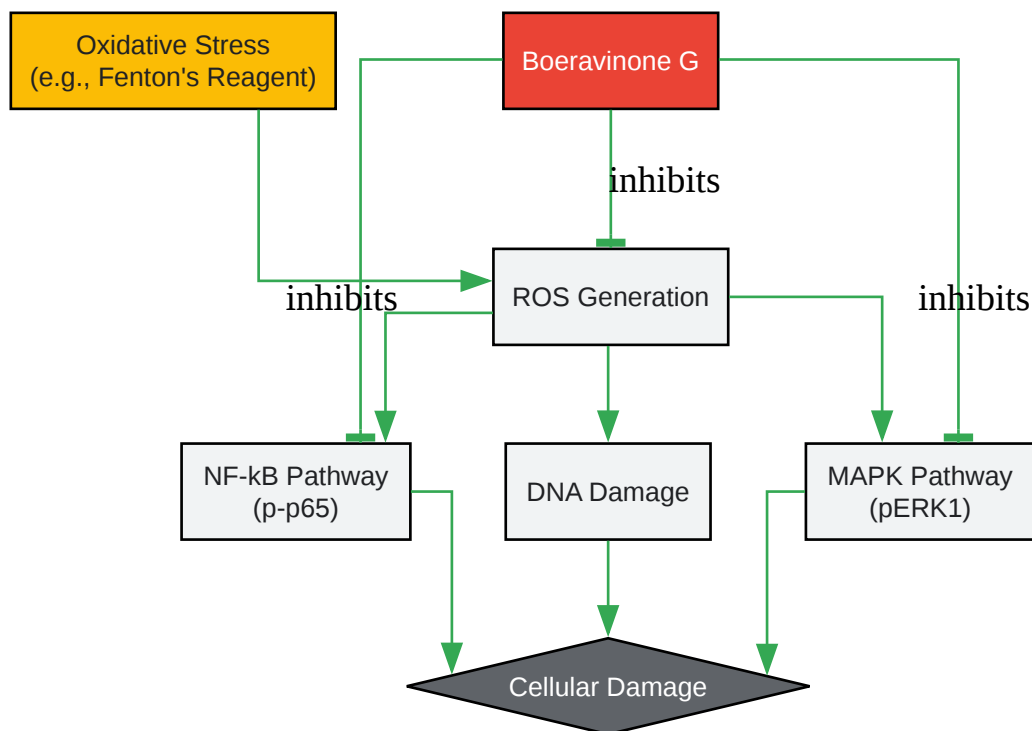 Oxidative Stress
(e.g., Fenton's Reagent)
Boeravinone G
inhibits
ROS Generation
inhibits
inhibits
NF-kB Pathway
(p-p65)
DNA Damage
MAPK Pathway
(pERK1)
Cellular Damage